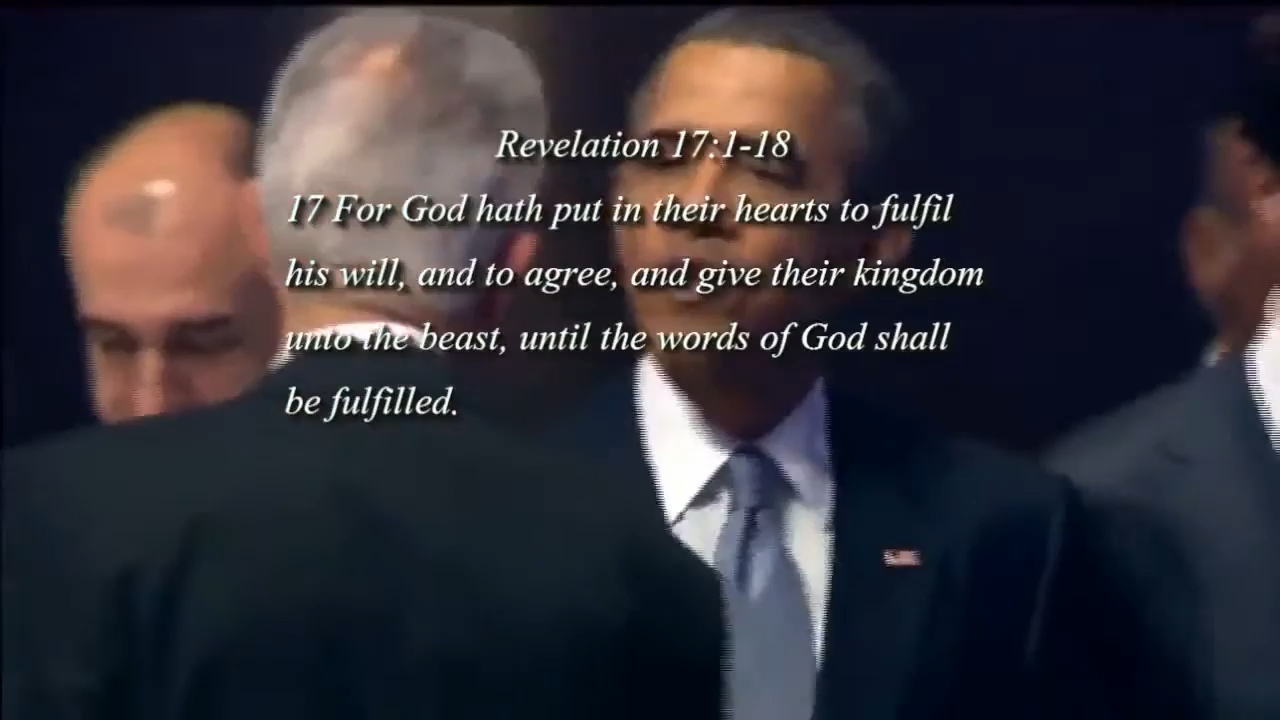 Revelation 17:1-18
17 For God hath put in their hearts to fulfil
his will, and to agree, and give their kingdom
unto the beast, until the words of God shall
be fulfilled.